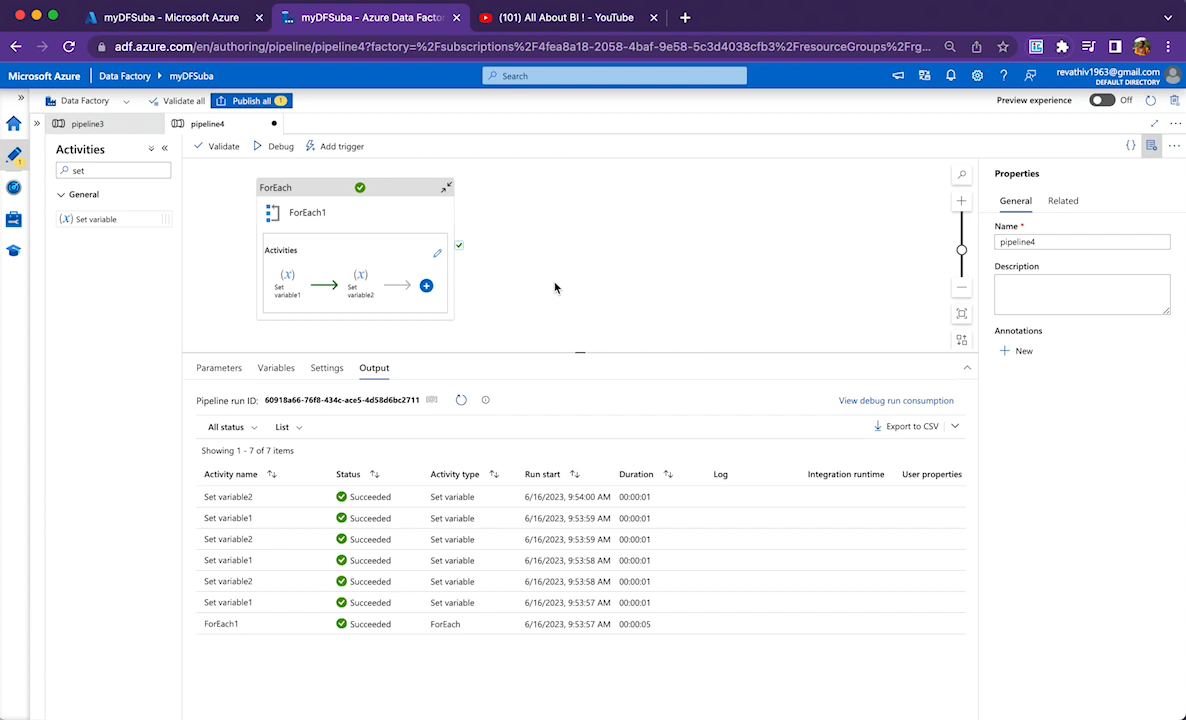 myDFSuba - Microsoft Azure
myDFSuba - Azure Data Factor
(101) All About BI ! - YouTube
adf.azure.com/en/authoring/pipeline/pipeline4?factory=%2Fsubscriptions%2F4fea8a18-2058-4baf-9e58-5c3d4038cfb3%2FresourceGroups%2Frg...
Microsoft Azure
Data Factory
myDFSuba
Search
revathiv1963@gmail.com
DEFAULT DIRECTORY
Data Factory
Validate all
Publish all 1
Preview experience
Off
pipeline3
pipeline4
Activities
set
General
(x) Set variable
Validate
Debug
Add trigger
{}
ForEach
ForEach1
Activities
(x)
Set
variable1
(x)
Set
variable2
Properties
General
Related
Name *
pipeline4
Description
Annotations
New
Parameters
Variables
Settings
Output
Pipeline run ID: 60918a66-76f8-434c-ace5-4d58d6bc2711
View debug run consumption
All status
List
Export to CSV
Showing 1 - 7 of 7 items
Activity name Status Activity type Run start Duration Log Integration runtime User properties
Set variable2 Succeeded Set variable 6/16/2023, 9:54:00 AM 00:00:01
Set variable1 Succeeded Set variable 6/16/2023, 9:53:59 AM 00:00:01
Set variable2 Succeeded Set variable 6/16/2023, 9:53:59 AM 00:00:01
Set variable1 Succeeded Set variable 6/16/2023, 9:53:58 AM 00:00:01
Set variable2 Succeeded Set variable 6/16/2023, 9:53:58 AM 00:00:01
Set variable1 Succeeded Set variable 6/16/2023, 9:53:57 AM 00:00:01
ForEach1 Succeeded ForEach 6/16/2023, 9:53:57 AM 00:00:05